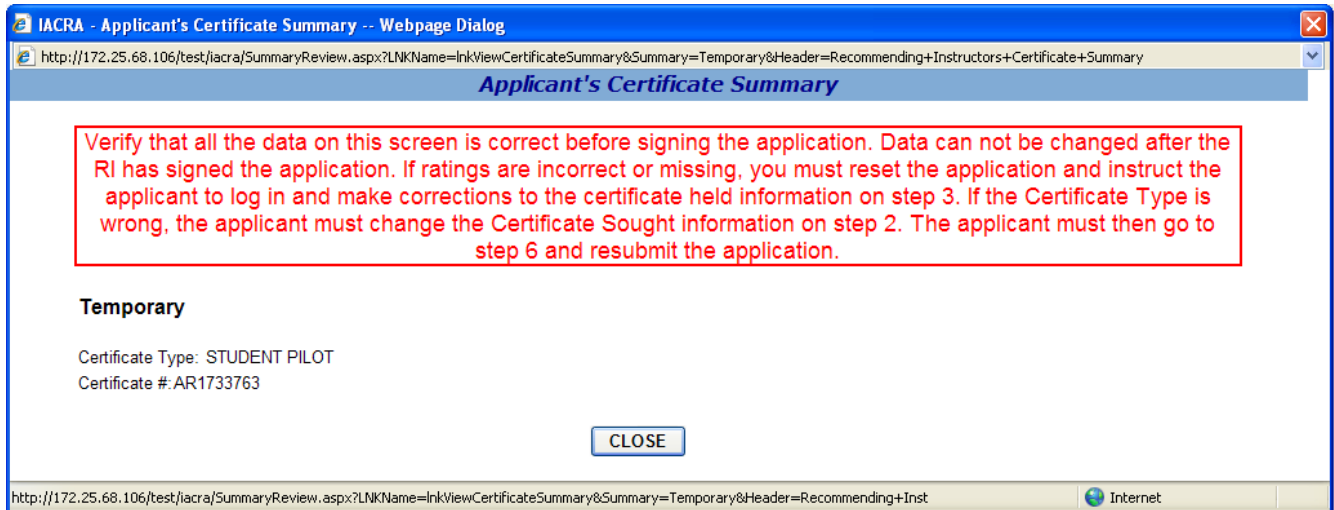 IACRA - Applicant's Certificate Summary -- Webpage Dialog
http://172.25.68.106/test/iacra/SummaryReview.aspx?LNKName=lnkViewCertificateSummary&Summary=Temporary&Header=Recommending+Instructors+Certificate+Summary
Applicant's Certificate Summary
Verify that all the data on this screen is correct before signing the application. Data can not be changed after the
RI has signed the application. If ratings are incorrect or missing, you must reset the application and instruct the
applicant to log in and make corrections to the certificate held information on step 3. If the Certificate Type is
wrong, the applicant must change the Certificate Sought information on step 2. The applicant must then go to
step 6 and resubmit the application.
Temporary
Certificate Type: STUDENT PILOT
Certificate #:AR1733763
CLOSE
http://172.25.68.106/test/iacra/SummaryReview.aspx?LNKName=lnkViewCertificateSummary&Summary=Temporary&Header=Recommending+Inst Internet